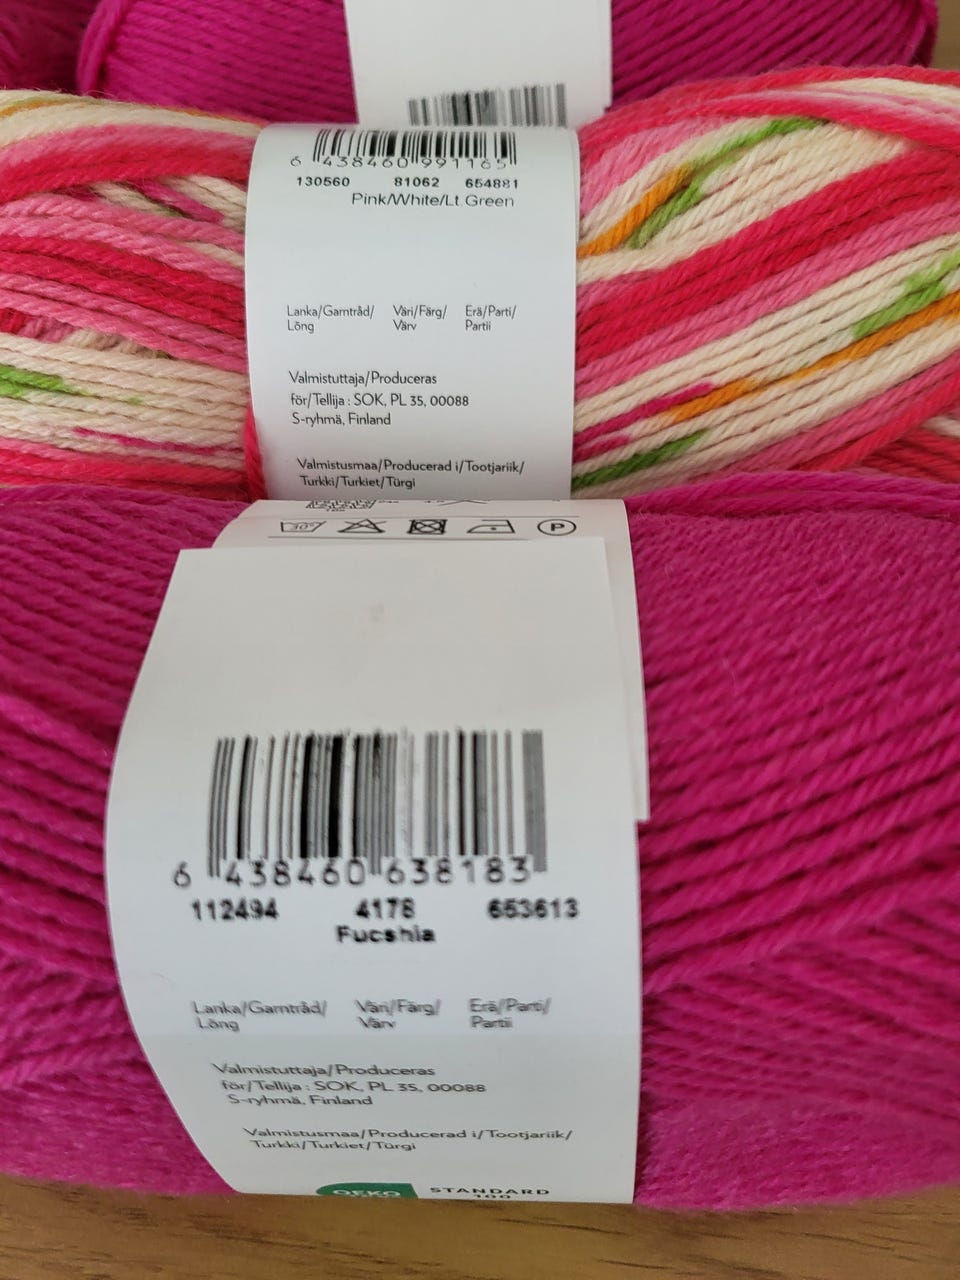 6 438460 991165
130560 81062 654881
Pink/White/Lt.Green
Lanka/Garntråd/ Väri/Färg/ Erä/Parti/
Lõng Värv Partii
Valmistuttaja/Produceras
för/Tellija : SOK, PL 35, 00088
S-ryhmä, Finland
Valmistusmaa/Producerad i/Tootjariik/
Turkki/Turkiet/Türgi
30°
P
6 438460 638183
112494 4178 653613
Fucshia
Lanka/Garntråd/ Väri/Färg/ Erä/Parti/
Lõng Värv Partii
Valmistuttaja/Produceras
för/Tellija : SOK, PL 35, 00088
S-ryhmä, Finland
Valmistusmaa/Producerad i/Tootjariik/
Turkki/Turkiet/Türgi
OEKO STANDARD
100